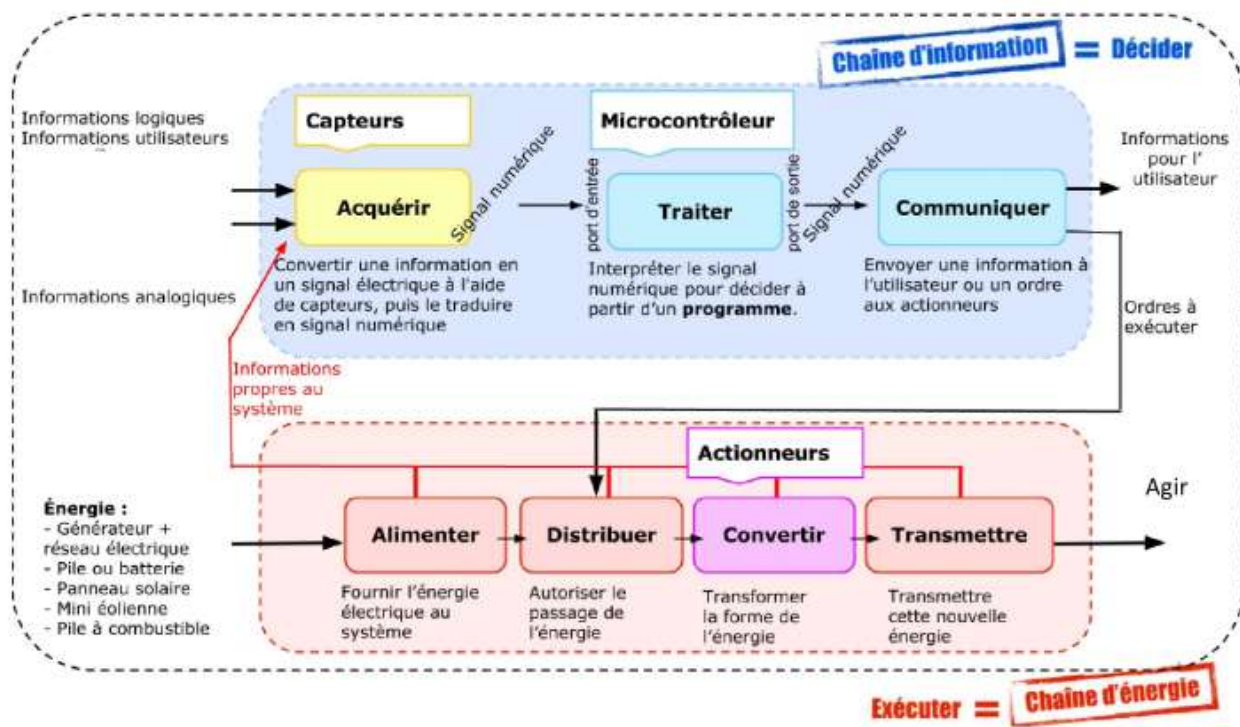 Chaîne d'information = Décider
Informations logiques
Informations utilisateurs
Capteurs
Microcontrôleur
Acquérir
Signal numérique
port d'entrée
Traiter
port de sortie
Signal numérique
Communiquer
Informations
pour l'
utilisateur
Convertir une information en
un signal électrique à l'aide
de capteurs, puis le traduire
en signal numérique
Interpréter le signal
numérique pour décider à
partir d'un programme.
Envoyer une information à
l'utilisateur ou un ordre
aux actionneurs
Informations analogiques
Ordres à
exécuter
Informations
propres au
système
Actionneurs
Énergie :
- Générateur +
réseau électrique
- Pile ou batterie
- Panneau solaire
- Mini éolienne
- Pile à combustible
Alimenter
Distribuer
Convertir
Transmettre
Agir
Fournir l'énergie
électrique au
système
Autoriser le
passage de
l'énergie
Transformer
la forme de
l'énergie
Transmettre
cette nouvelle
énergie
Exécuter = Chaîne d'énergie